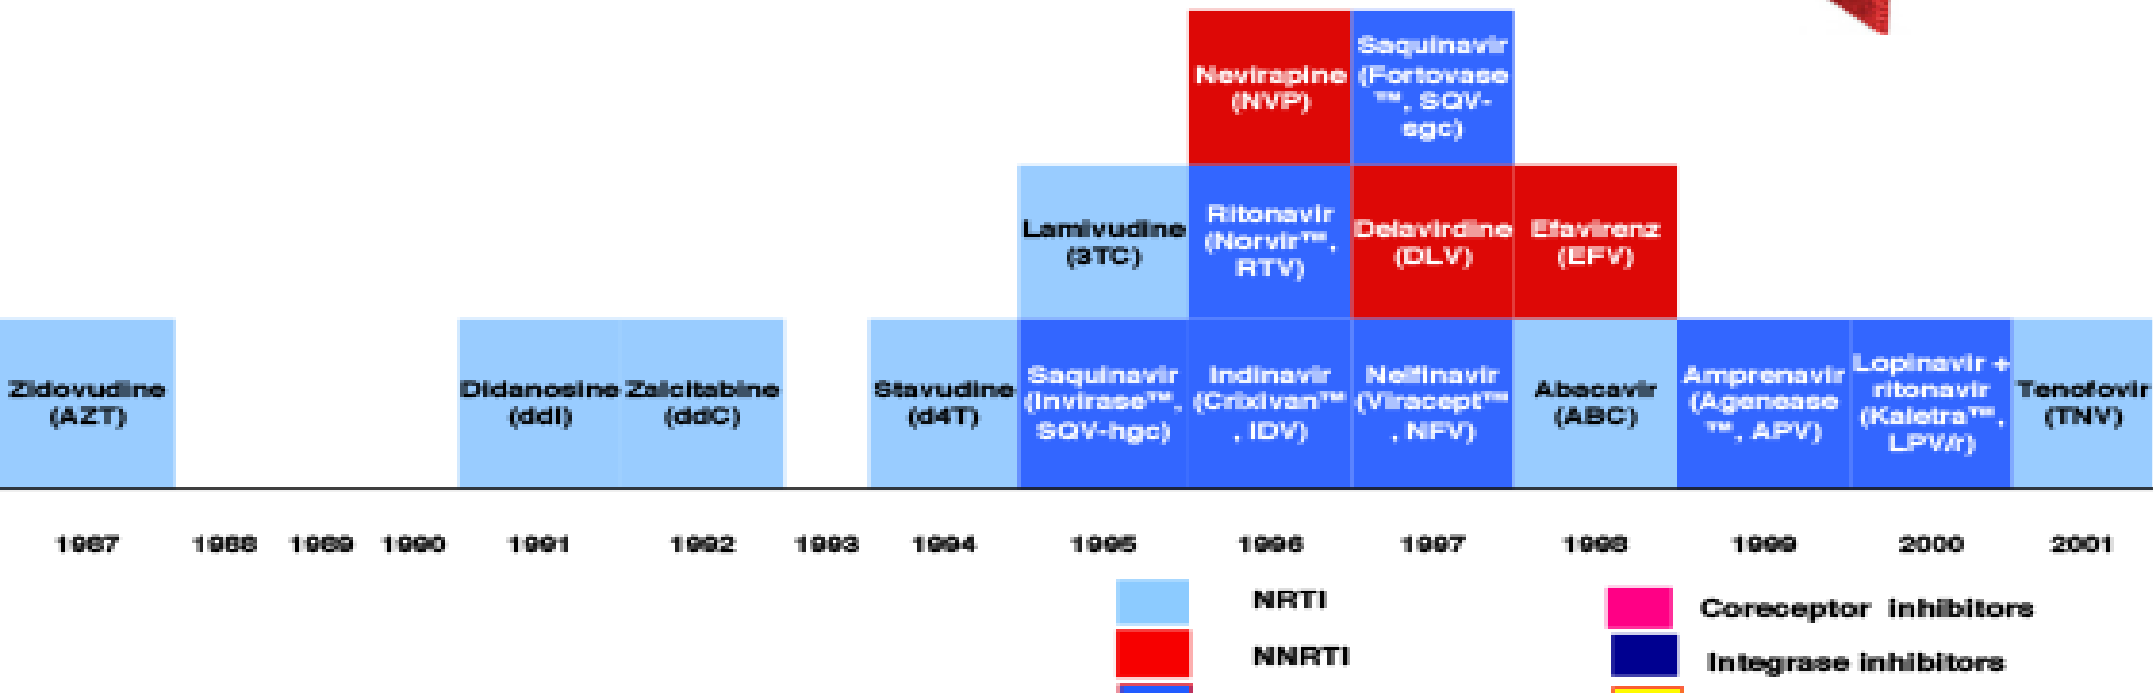 Nevirapine
(NVP)
Saquinavir
(Fortovase
™, SQV-
sgc)
Lamivudine
(3TC)
Ritonavir
(Norvir™,
RTV)
Delavirdine
(DLV)
Efavirenz
(EFV)
Zidovudine
(AZT)
Didanosine
(ddI)
Zalcitabine
(ddC)
Stavudine
(d4T)
Saquinavir
(Invirase™,
SQV-hgc)
Indinavir
(Crixivan™
, IDV)
Nelfinavir
(Viracept™
, NFV)
Abacavir
(ABC)
Amprenavir
(Agenease
™, APV)
Lopinavir +
ritonavir
(Kaletra™,
LPV/r)
Tenofovir
(TNV)
1987 1988 1989 1990 1991 1992 1993 1994 1995 1996 1997 1998 1999 2000 2001
NRTI
Coreceptor inhibitors
NNRTI
Integrase inhibitors